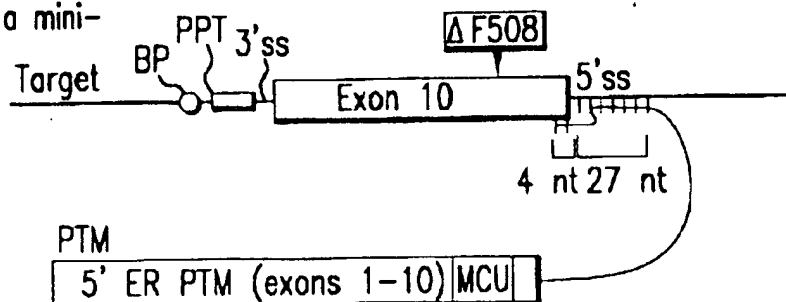 a mini-
Target
BP
PPT
3'ss
Exon 10
Δ F508
5'ss
4 nt 27 nt
PTM
5' ER PTM (exons 1-10) MCU